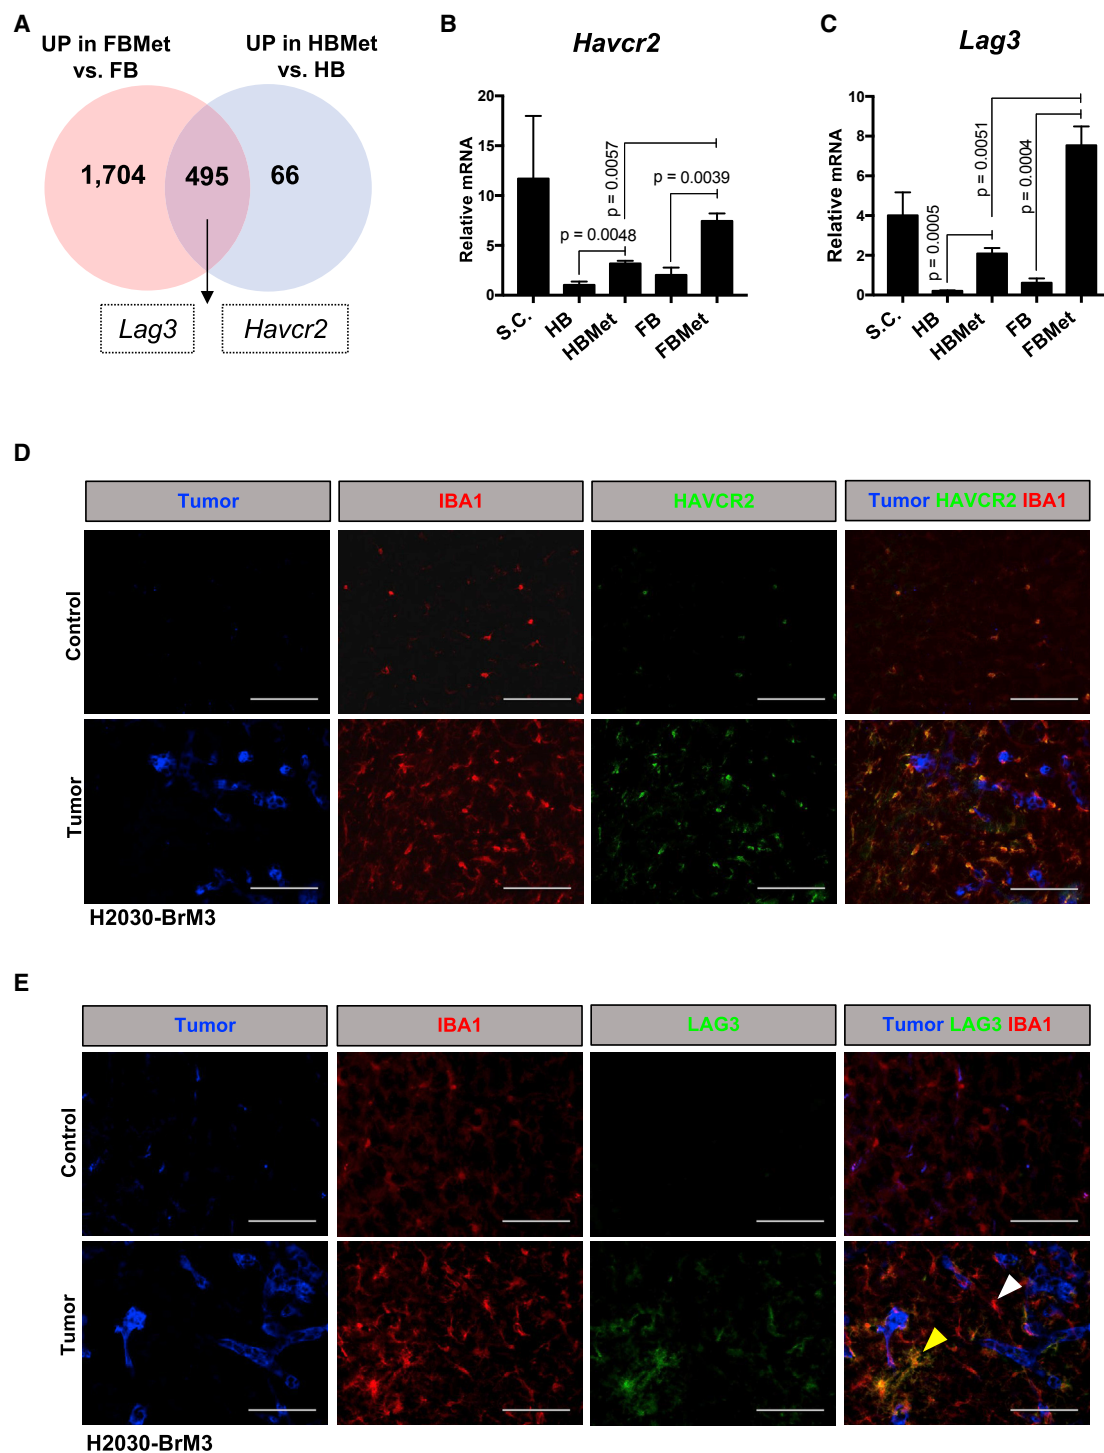 A
UP in FBMet
vs. FB
UP in HBMet
vs. HB
1,704
495
66
Lag3
Havcr2
B
Havcr2
Relative mRNA
20
15
10
5
0
p = 0.0048
p = 0.0057
p = 0.0039
S.C.
HB
HBMet
FB
FBMet
C
Lag3
Relative mRNA
10
8
6
4
2
0
p = 0.0005
p = 0.0051
p = 0.0004
S.C.
HB
HBMet
FB
FBMet
D
Tumor
IBA1
HAVCR2
Tumor HAVCR2 IBA1
Control
Tumor
H2030-BrM3
E
Tumor
IBA1
LAG3
Tumor LAG3 IBA1
Control
Tumor
H2030-BrM3